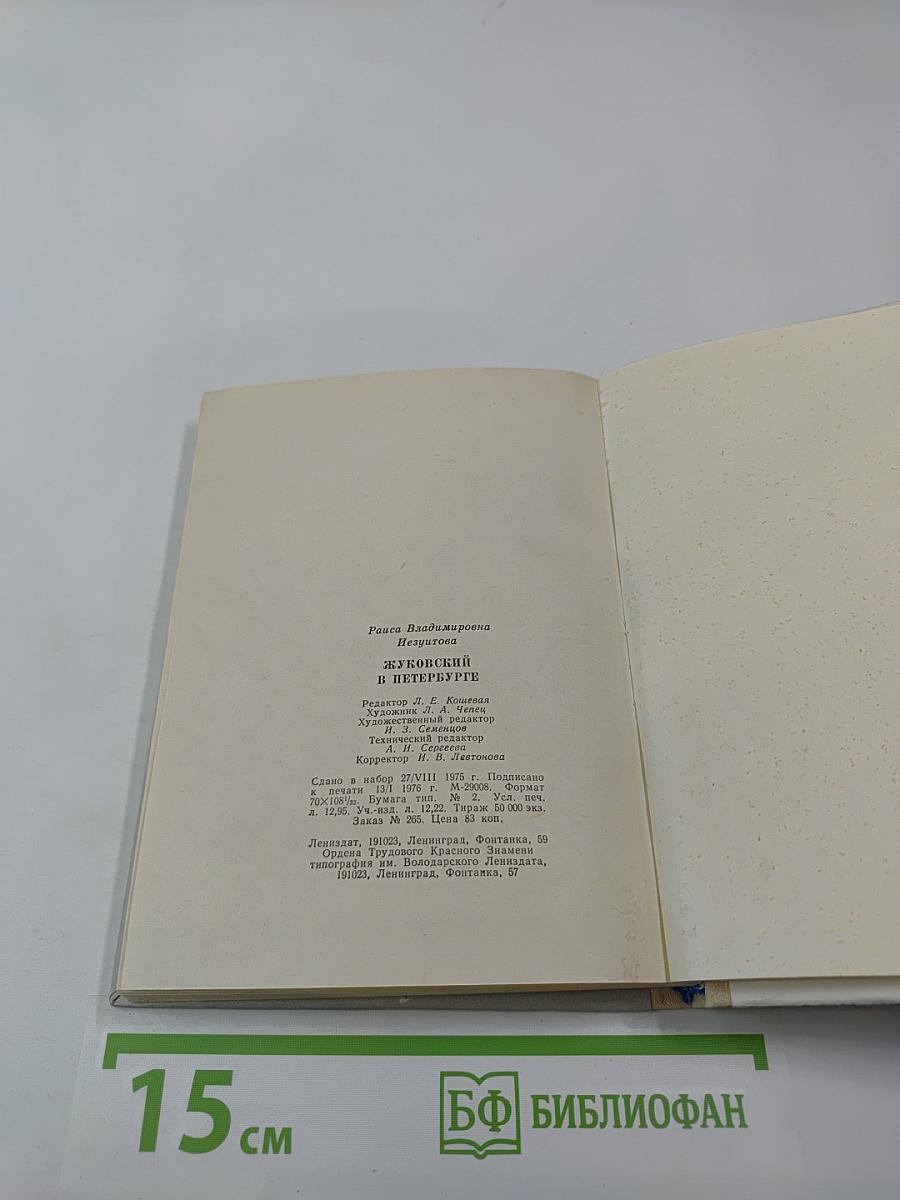 Раиса Владимировна
Иезуитова
ЖУКОВСКИЙ
В ПЕТЕРБУРГЕ
Редактор Л. Е. Кошевая
Художник Л. А. Чепец
Художественный редактор
И. З. Семенцов
Технический редактор
А. И. Сергеева
Корректор И. В. Левтонова
Сдано в набор 27/VIII 1975 г. Подписано
к печати 13/I 1976 г. М-29008. Формат
70×108¹/₃₂. Бумага тип. № 2. Усл. печ.
л. 12,95. Уч.-изд. л. 12,22. Тираж 50 000 экз.
Заказ № 265. Цена 83 коп.
Лениздат, 191023, Ленинград, Фонтанка, 59
Ордена Трудового Красного Знамени
типография им. Володарского Лениздата,
191023, Ленинград, Фонтанка, 57
15 см
БФ БИБЛИОФАН